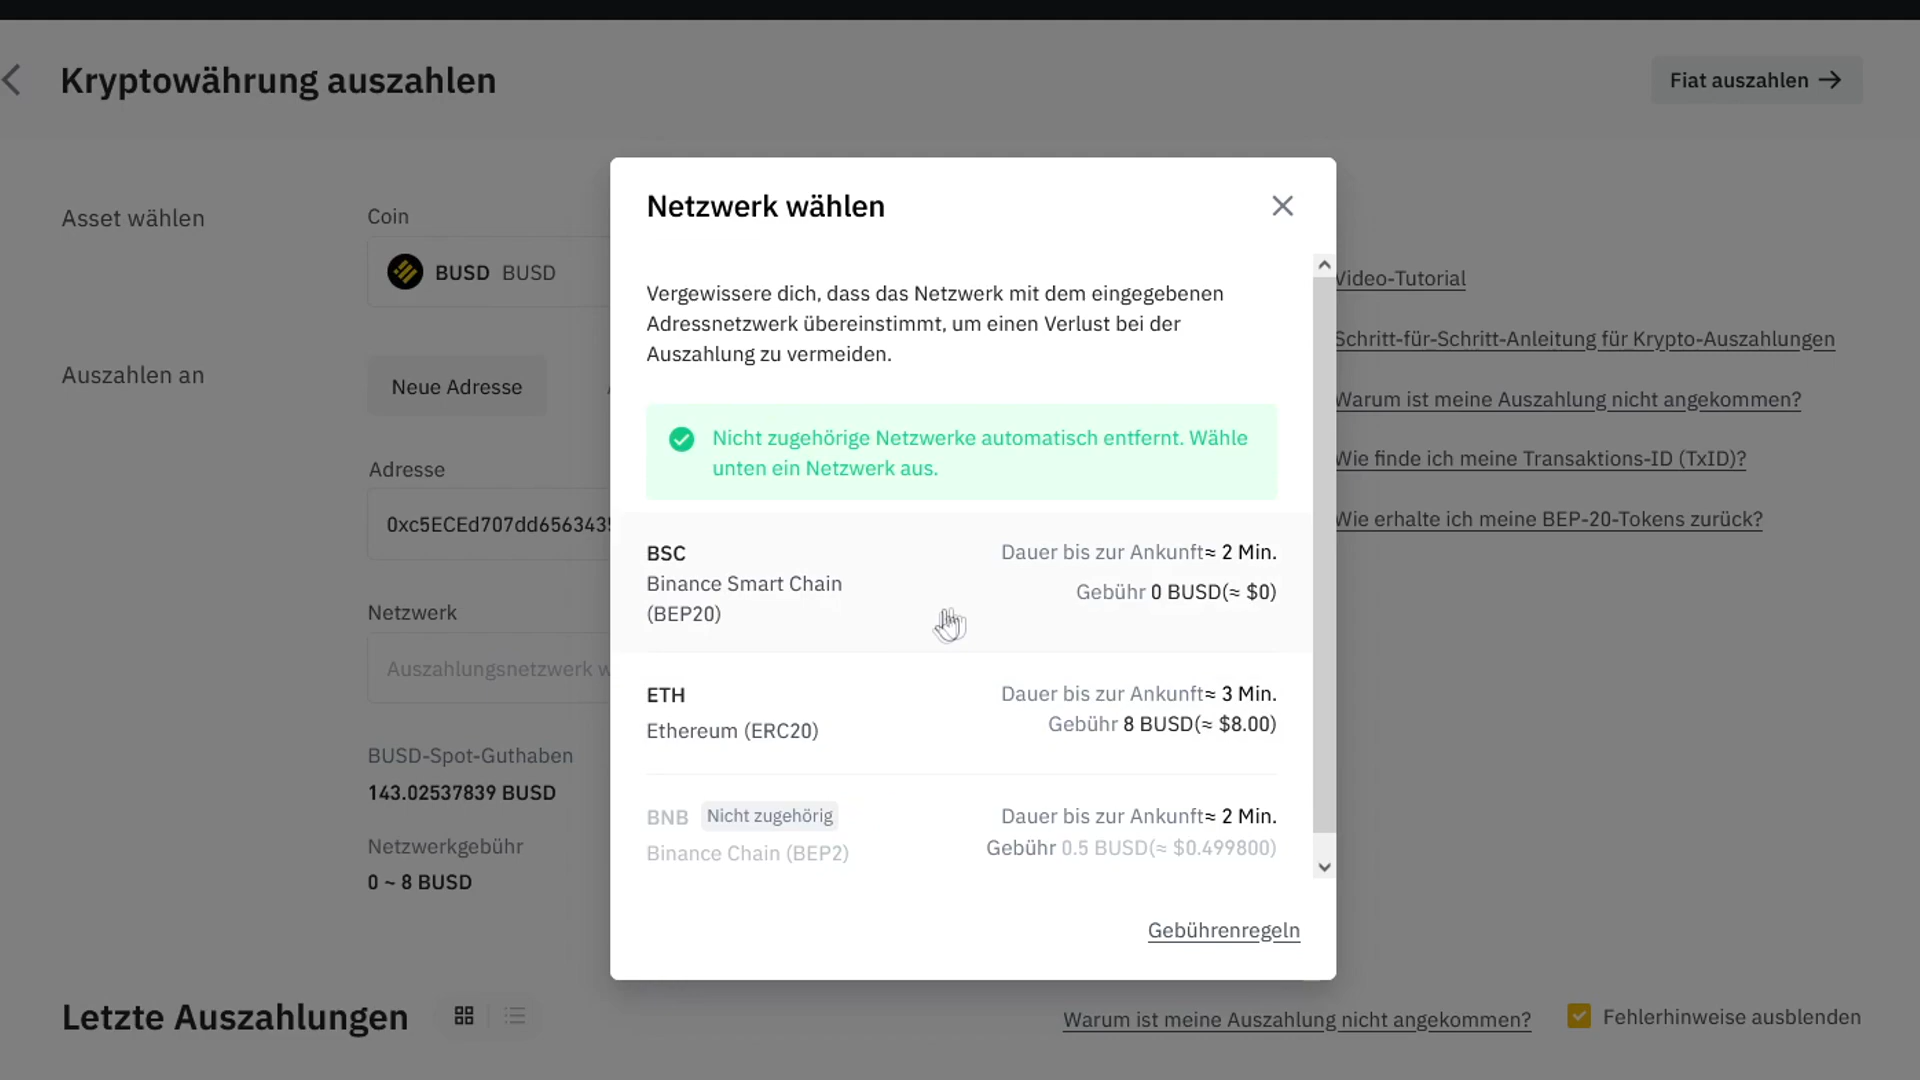 Kryptowährung auszahlen
Fiat auszahlen
Asset wählen
Coin
BUSD BUSD
Auszahlen an
Neue Adresse
Adresse
0xc5ECEd707dd656343
Netzwerk
Auszahlungsnetzwerk
BUSD-Spot-Guthaben
143.02537839 BUSD
Netzwerkgebühr
0 ~ 8 BUSD
Netzwerk wählen
Vergewissere dich, dass das Netzwerk mit dem eingegebenen
Adressnetzwerk übereinstimmt, um einen Verlust bei der
Auszahlung zu vermeiden.
Nicht zugehörige Netzwerke automatisch entfernt. Wähle
unten ein Netzwerk aus.
BSC
Binance Smart Chain
(BEP20)
Dauer bis zur Ankunft≈ 2 Min.
Gebühr 0 BUSD(≈ $0)
ETH
Ethereum (ERC20)
Dauer bis zur Ankunft≈ 3 Min.
Gebühr 8 BUSD(≈ $8.00)
BNB Nicht zugehörig
Binance Chain (BEP2)
Dauer bis zur Ankunft≈ 2 Min.
Gebühr 0.5 BUSD(≈ $0.499800)
Gebührenregeln
Video-Tutorial
Schritt-für-Schritt-Anleitung für Krypto-Auszahlungen
Warum ist meine Auszahlung nicht angekommen?
Wie finde ich meine Transaktions-ID (TxID)?
Wie erhalte ich meine BEP-20-Tokens zurück?
Letzte Auszahlungen
Warum ist meine Auszahlung nicht angekommen?
Fehlerhinweise ausblenden